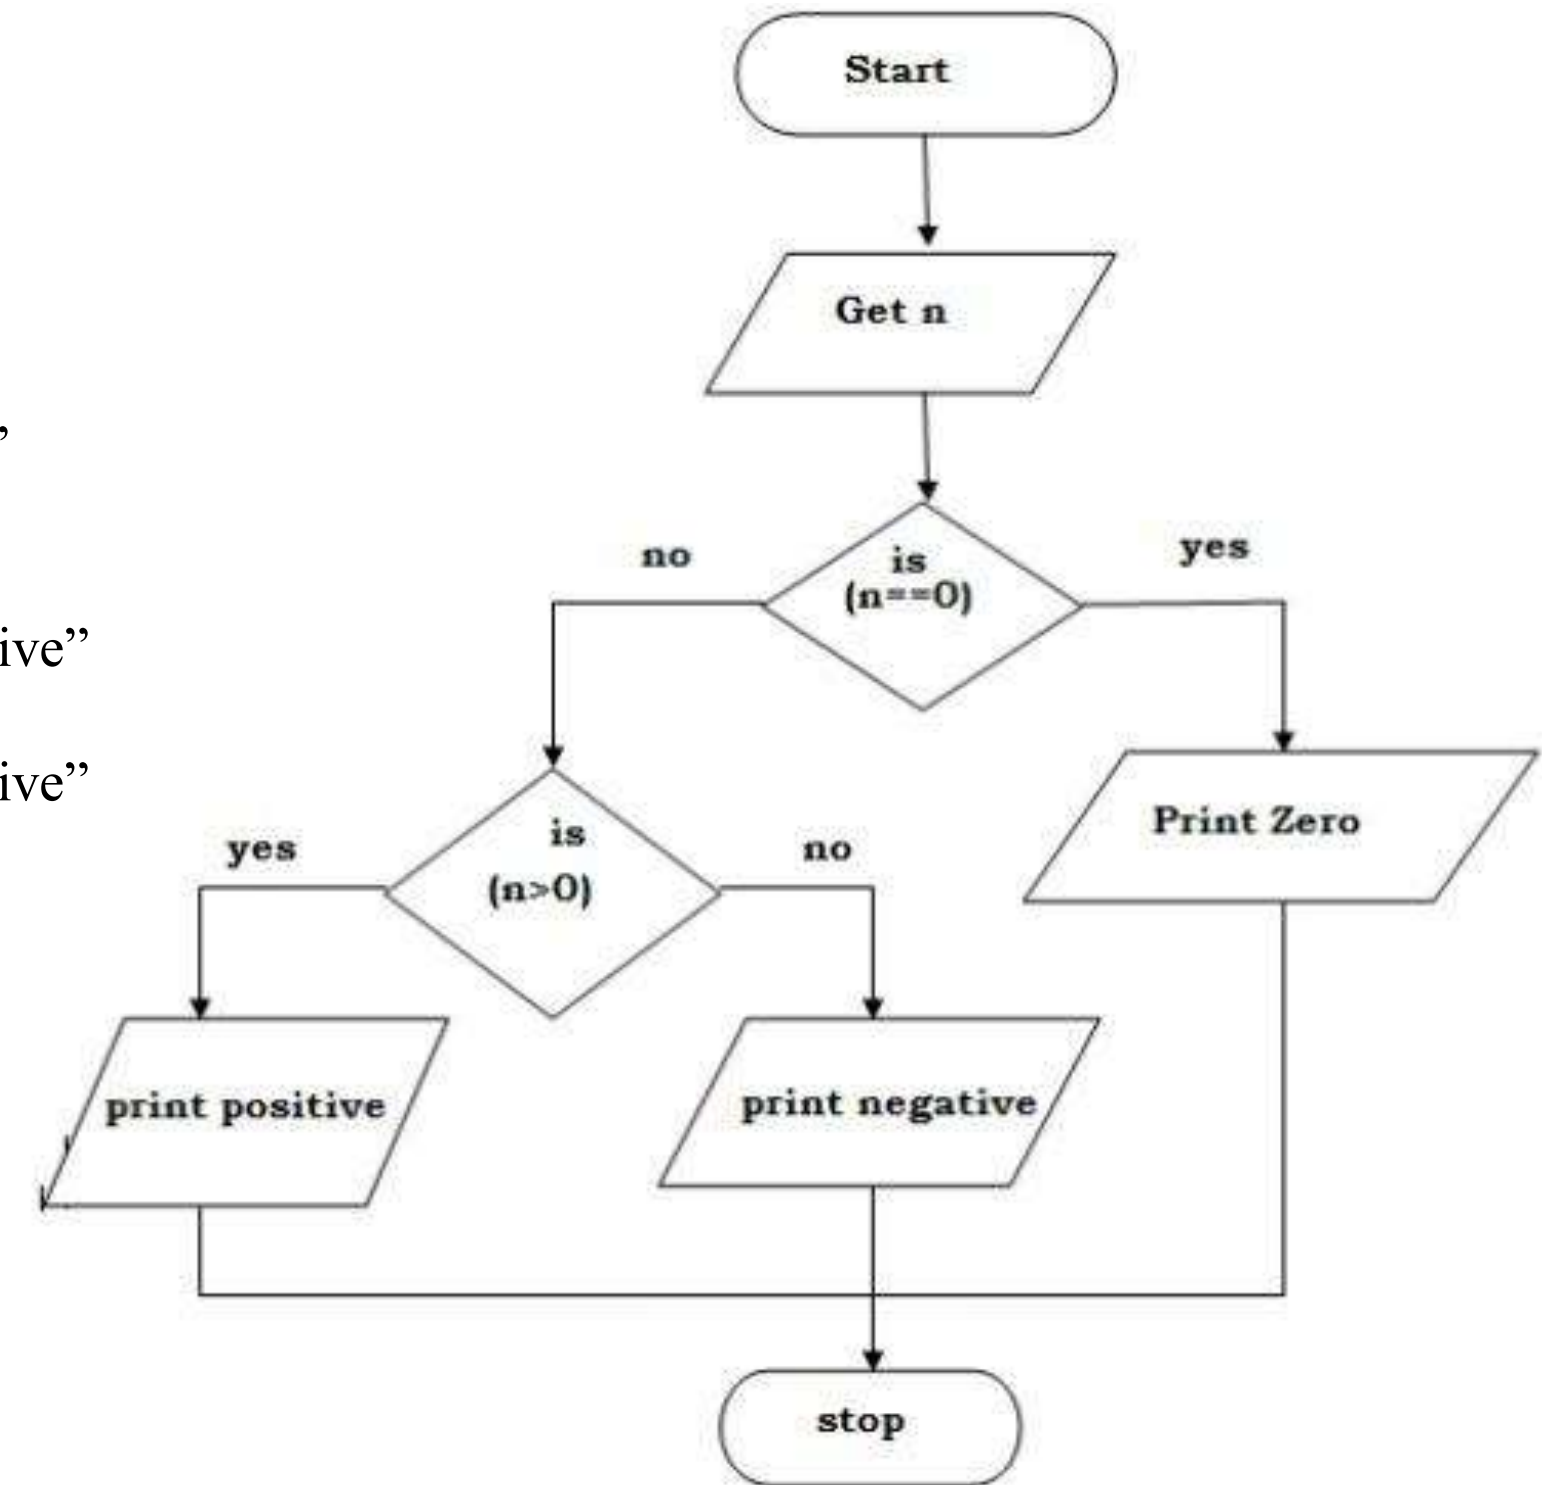 Start
Get n
”
no
yes
is
(n==0)
ive”
ive”
yes
is
(n>0)
no
Print Zero
print positive
print negative
stop